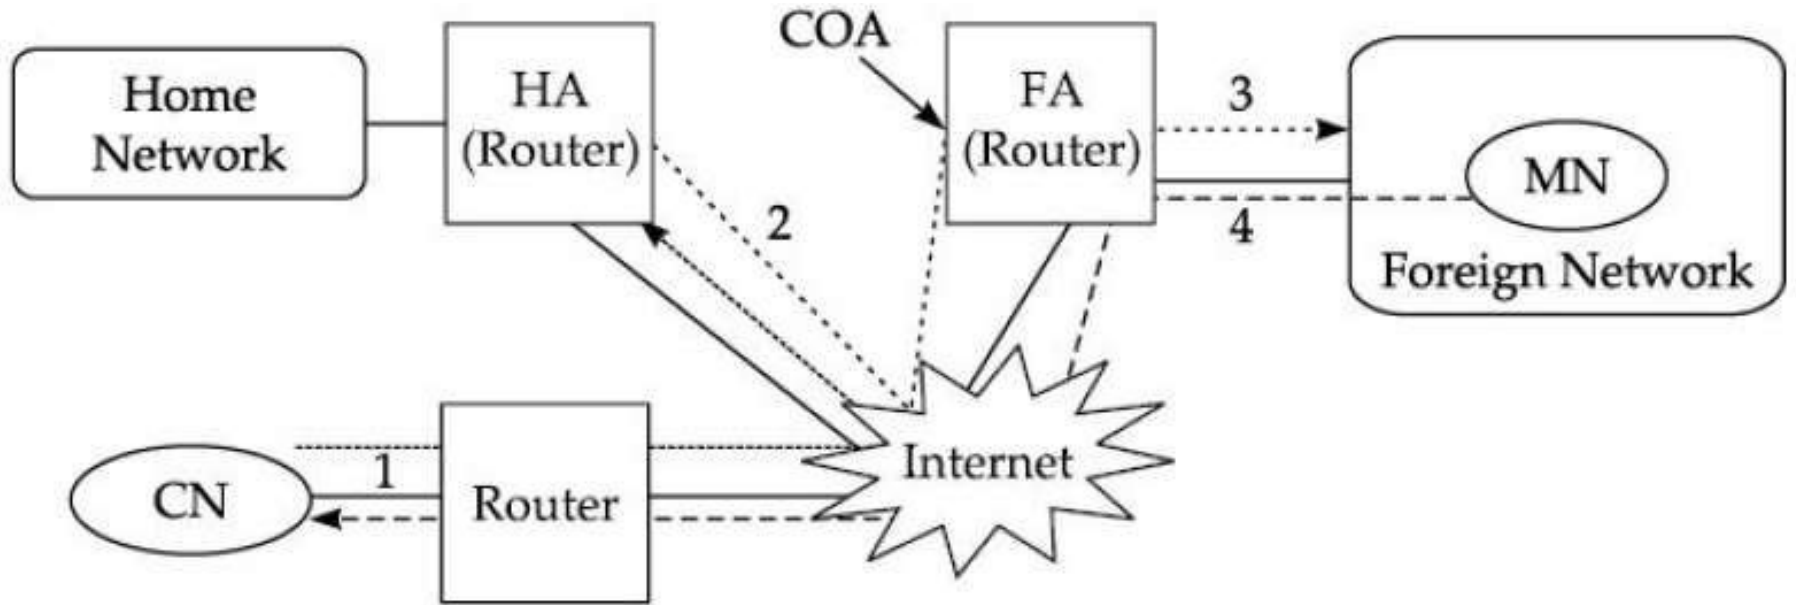 COA
Home
Network
HA
(Router)
FA
(Router)
3
MN
2
4
Foreign Network
1
CN
Router
Internet